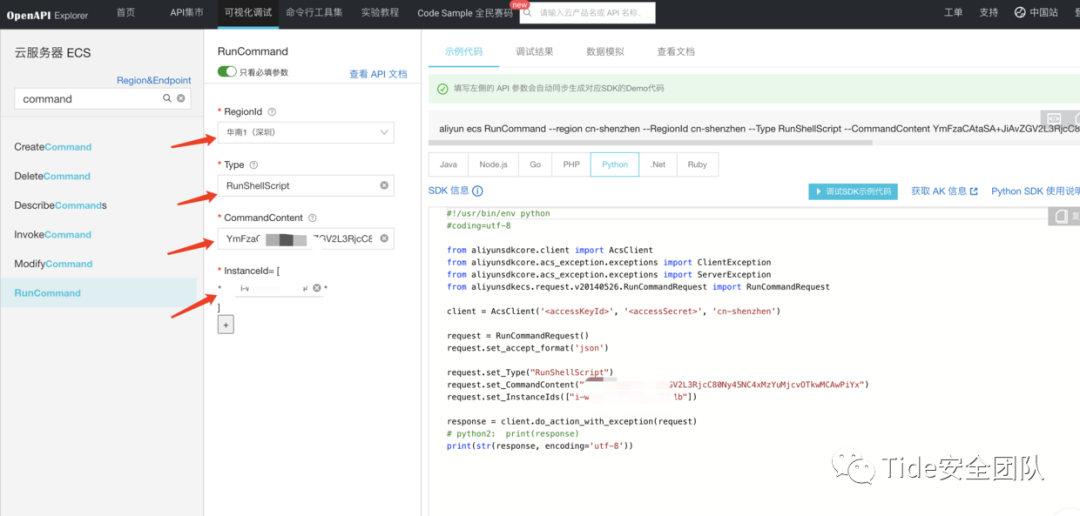 OpenAPI Explorer 首页 API集市 可视化调试 命令行工具集 实验教程 Code Sample 全民赛码 new 请输入云产品名或 API 名称... 工单 支持 中国站
云服务器 ECS
Region&Endpoint
command
CreateCommand
DeleteCommand
DescribeCommands
InvokeCommand
ModifyCommand
RunCommand
RunCommand
只看必填参数 查看 API 文档
* RegionId
华南1（深圳）
* Type
RunShellScript
* CommandContent
YmFza ZGV2L3RjcC8
* InstanceId= [
* i- *
]
+
示例代码 调试结果 数据模拟 查看文档
填写左侧的 API 参数会自动同步生成对应SDK的Demo代码
aliyun ecs RunCommand --region cn-shenzhen --RegionId cn-shenzhen --Type RunShellScript --CommandContent YmFzaCAtaSA+JiAvZGV2L3RjcC8
Java Node.js Go PHP Python .Net Ruby
SDK 信息 调试SDK示例代码 获取 AK 信息 Python SDK 使用说明
#!/usr/bin/env python
#coding=utf-8
from aliyunsdkcore.client import AcsClient
from aliyunsdkcore.acs_exception.exceptions import ClientException
from aliyunsdkcore.acs_exception.exceptions import ServerException
from aliyunsdkecs.request.v20140526.RunCommandRequest import RunCommandRequest
client = AcsClient('<accessKeyId>', '<accessSecret>', 'cn-shenzhen')
request = RunCommandRequest()
request.set_accept_format('json')
request.set_Type("RunShellScript")
request.set_CommandContent(" GV2L3RjcC80Ny45NC4xMzYuMjcvOTkwMCAwPiYx")
request.set_InstanceIds(["i-w lb"])
response = client.do_action_with_exception(request)
# python2: print(response)
print(str(response, encoding='utf-8'))
Tide安全团队